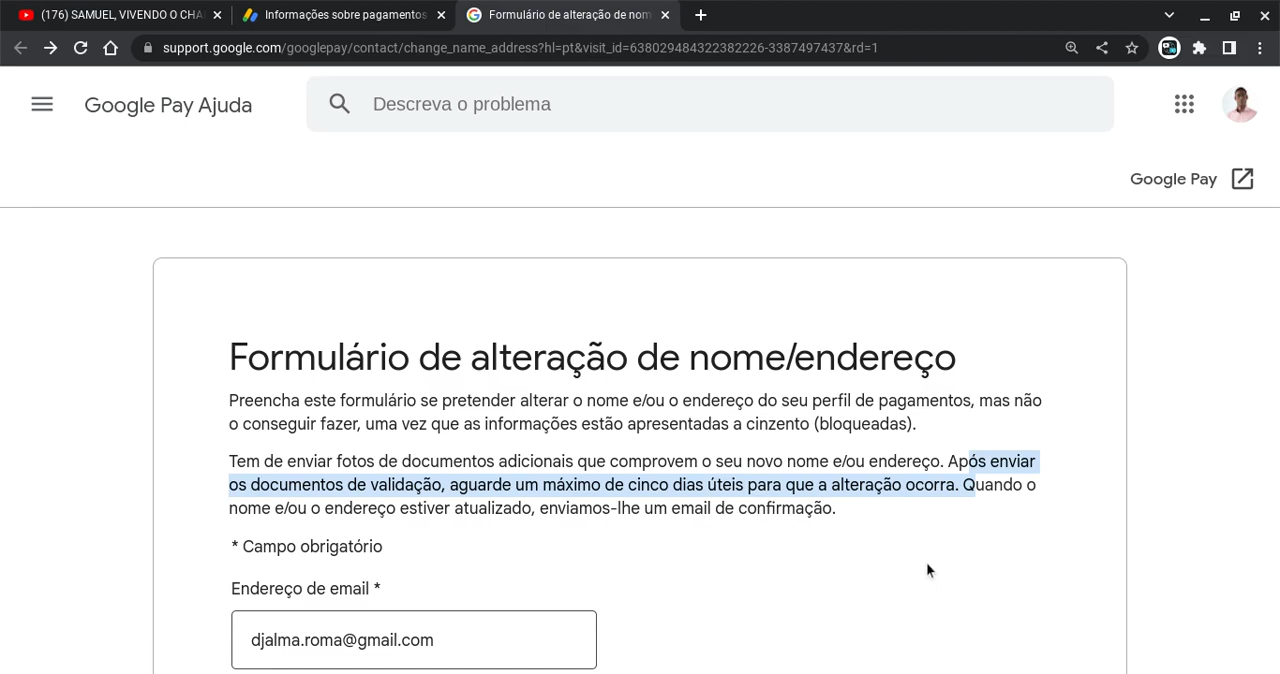 (176) SAMUEL, VIVENDO O CHA
Informações sobre pagamentos
Formulário de alteração de nom
support.google.com/googlepay/contact/change_name_address?hl=pt&visit_id=638029484322382226-3387497437&rd=1
Google Pay Ajuda
Descreva o problema
Google Pay
Formulário de alteração de nome/endereço
Preencha este formulário se pretender alterar o nome e/ou o endereço do seu perfil de pagamentos, mas não
o conseguir fazer, uma vez que as informações estão apresentadas a cinzento (bloqueadas).
Tem de enviar fotos de documentos adicionais que comprovem o seu novo nome e/ou endereço. Após enviar
os documentos de validação, aguarde um máximo de cinco dias úteis para que a alteração ocorra. Quando o
nome e/ou o endereço estiver atualizado, enviamos-lhe um email de confirmação.
* Campo obrigatório
Endereço de email *
djalma.roma@gmail.com